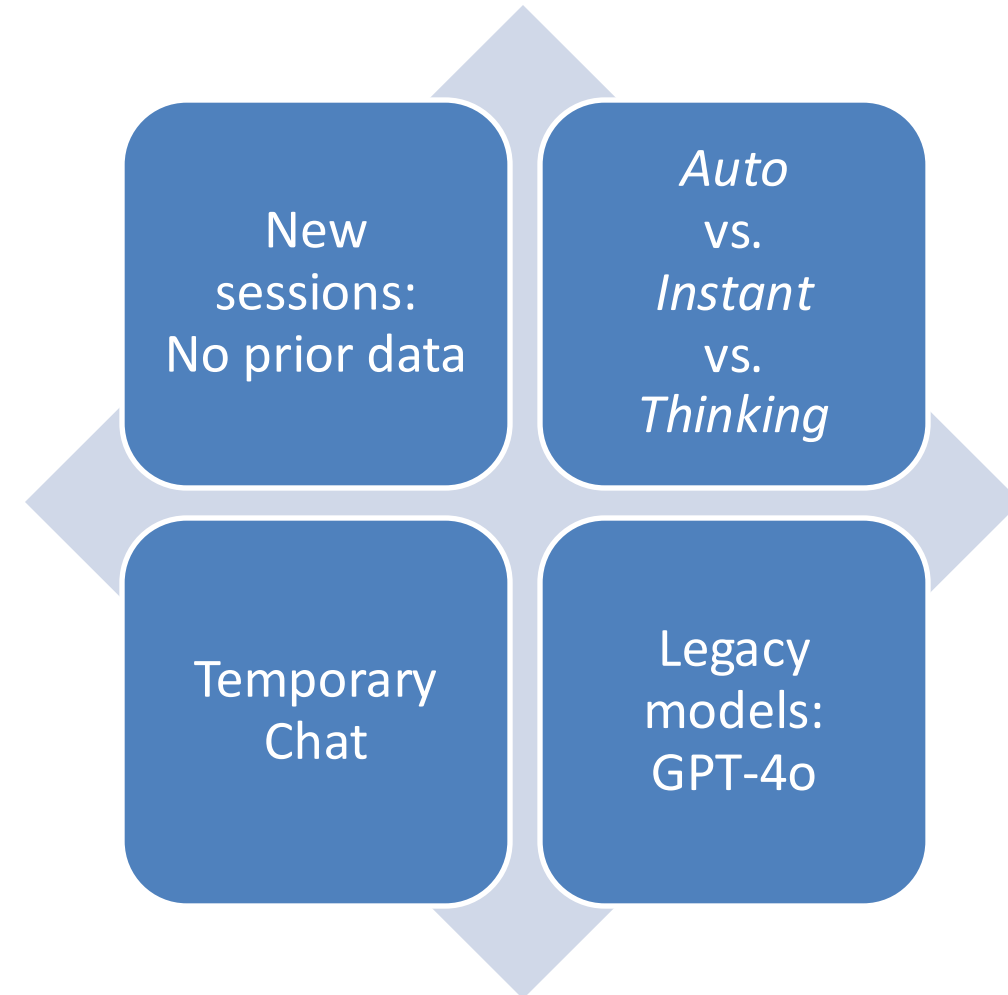 New
sessions:
No prior data
Auto
vs.
Instant
vs.
Thinking
Temporary
Chat
Legacy
models:
GPT-4o